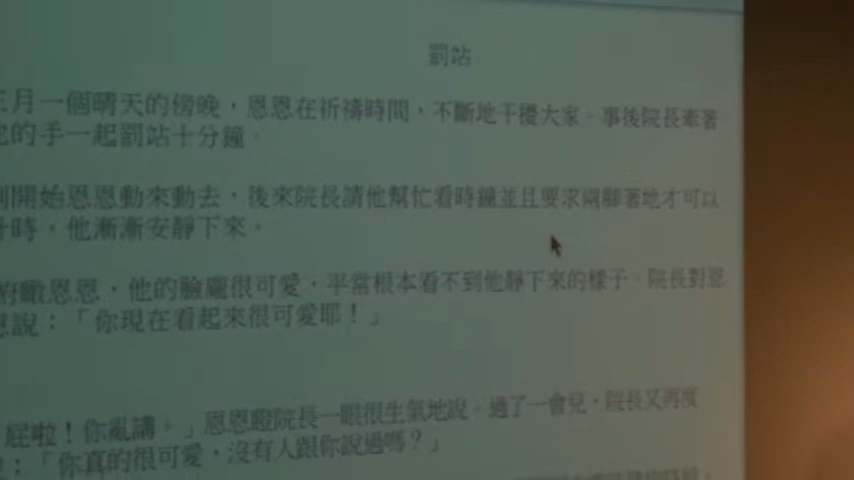 罰站
月一個晴天的傍晚，恩恩在祈禱時間，不斷地干擾大家。事後院長牽著
的手一起罰站十分鐘。
開始恩恩動來動去，後來院長請他幫忙看時鐘並且要求兩腳著地才可以
時，他漸漸安靜下來。
俯瞰恩恩，他的臉龐很可愛，平常根本看不到他靜下來的樣子。院長對恩
恩說：「你現在看起來很可愛耶！」
屁啦！你亂講。」恩恩瞪院長一眼很生氣地說。過了一會兒，院長又再度
：「你真的很可愛，沒有人跟你說過嗎？」